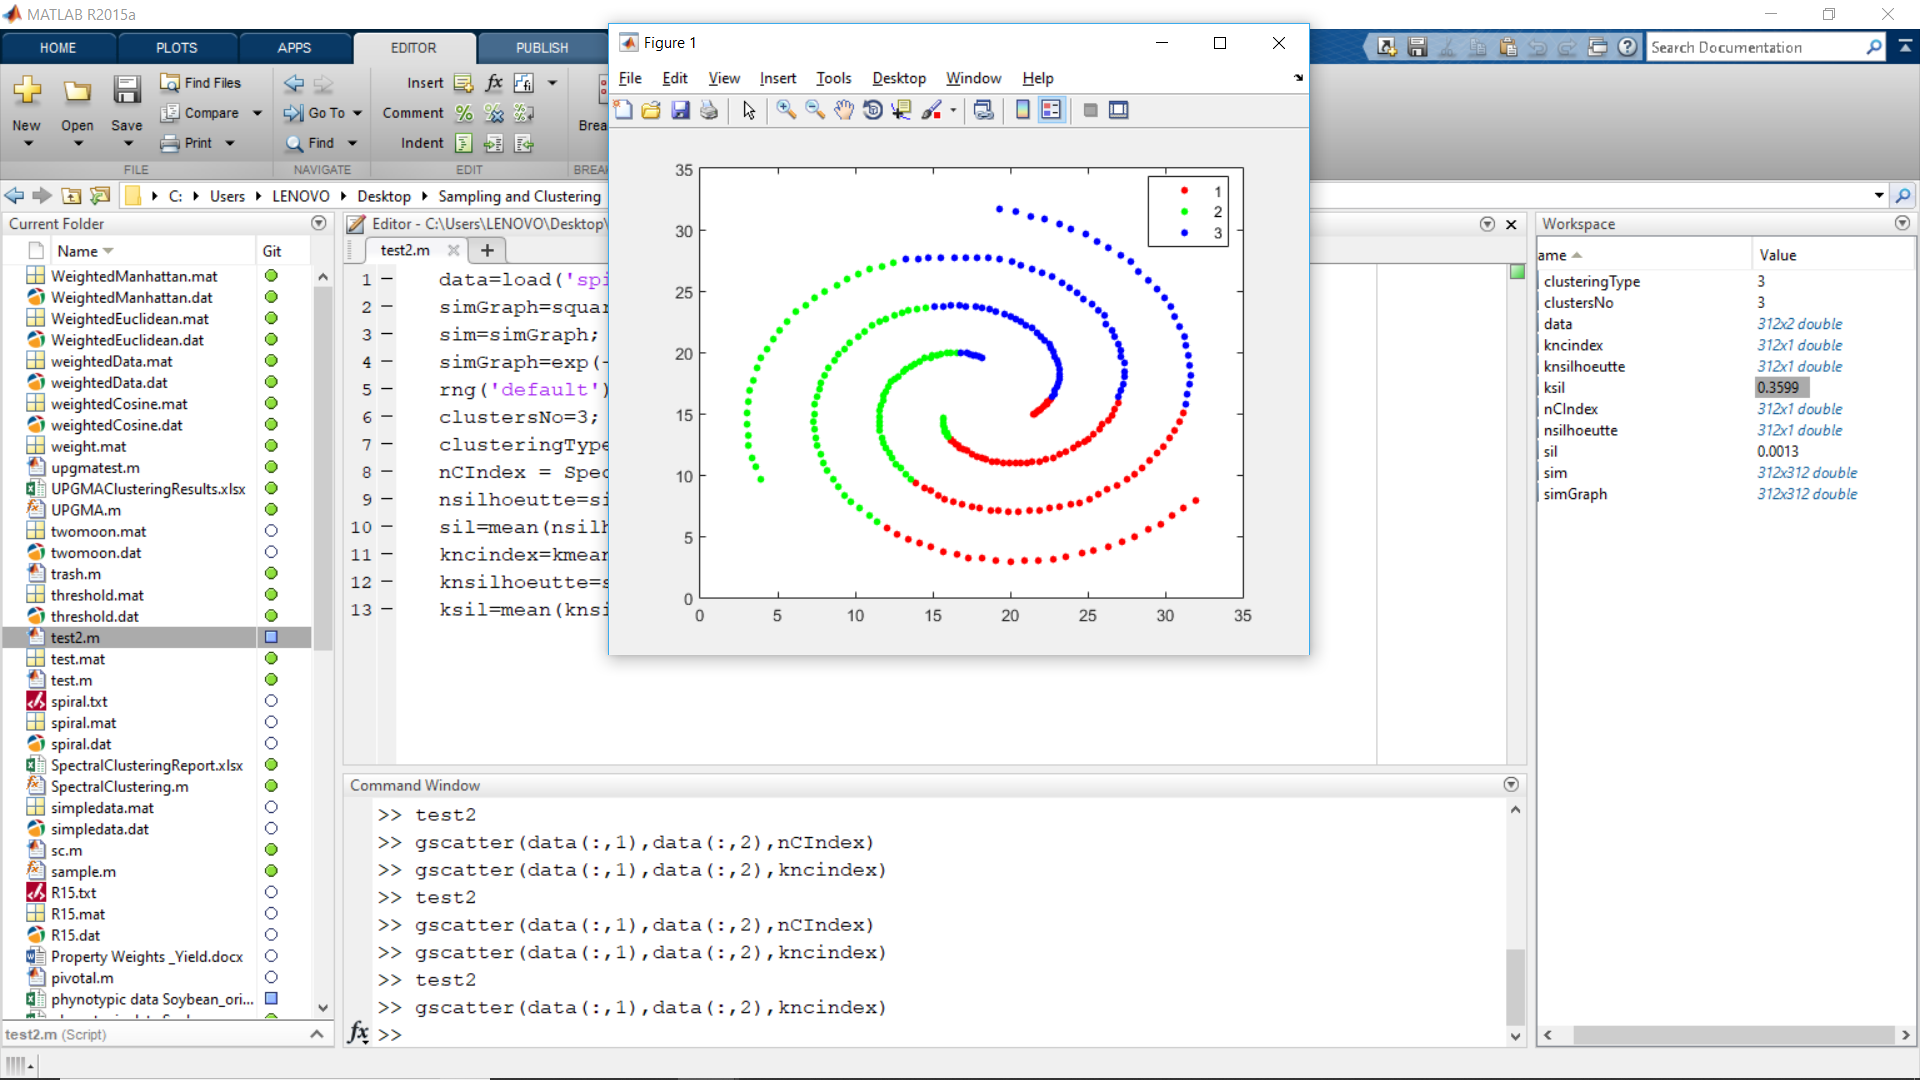 MATLAB R2015a
HOME PLOTS APPS EDITOR PUBLISH
Search Documentation
New Open Save
Find Files
Compare
Print
Go To
Find
Insert
Comment
Indent
fx
Brea
FILE NAVIGATE EDIT BREAK
C: Users LENOVO Desktop Sampling and Clustering
Current Folder
Name Git
WeightedManhattan.mat
WeightedManhattan.dat
WeightedEuclidean.mat
WeightedEuclidean.dat
weightedData.mat
weightedData.dat
weightedCosine.mat
weightedCosine.dat
weight.mat
upgmatest.m
UPGMAClusteringResults.xlsx
UPGMA.m
twomoon.mat
twomoon.dat
trash.m
threshold.mat
threshold.dat
test2.m
test.mat
test.m
spiral.txt
spiral.mat
spiral.dat
SpectralClusteringReport.xlsx
SpectralClustering.m
simpledata.mat
simpledata.dat
sc.m
sample.m
R15.txt
R15.mat
R15.dat
Property Weights _Yield.docx
pivotal.m
phynotypic data Soybean_ori...
test2.m (Script)
Editor - C:\Users\LENOVO\Desktop\
test2.m
1 data=load('spi
2 simGraph=squar
3 sim=simGraph;
4 simGraph=exp(-
5 rng('default')
6 clustersNo=3;
7 clusteringType
8 nCIndex = Spec
9 nsilhoeutte=si
10 sil=mean(nsilh
11 kncindex=kmean
12 knsilhoeutte=s
13 ksil=mean(knsi
Figure 1
File Edit View Insert Tools Desktop Window Help
35
30
25
20
15
10
5
0
0 5 10 15 20 25 30 35
1
2
3
Command Window
>> test2
>> gscatter(data(:,1),data(:,2),nCIndex)
>> gscatter(data(:,1),data(:,2),kncindex)
>> test2
>> gscatter(data(:,1),data(:,2),nCIndex)
>> gscatter(data(:,1),data(:,2),kncindex)
>> test2
>> gscatter(data(:,1),data(:,2),kncindex)
fx >>
Workspace
ame Value
clusteringType 3
clustersNo 3
data 312x2 double
kncindex 312x1 double
knsilhoeutte 312x1 double
ksil 0.3599
nCIndex 312x1 double
nsilhoeutte 312x1 double
sil 0.0013
sim 312x312 double
simGraph 312x312 double